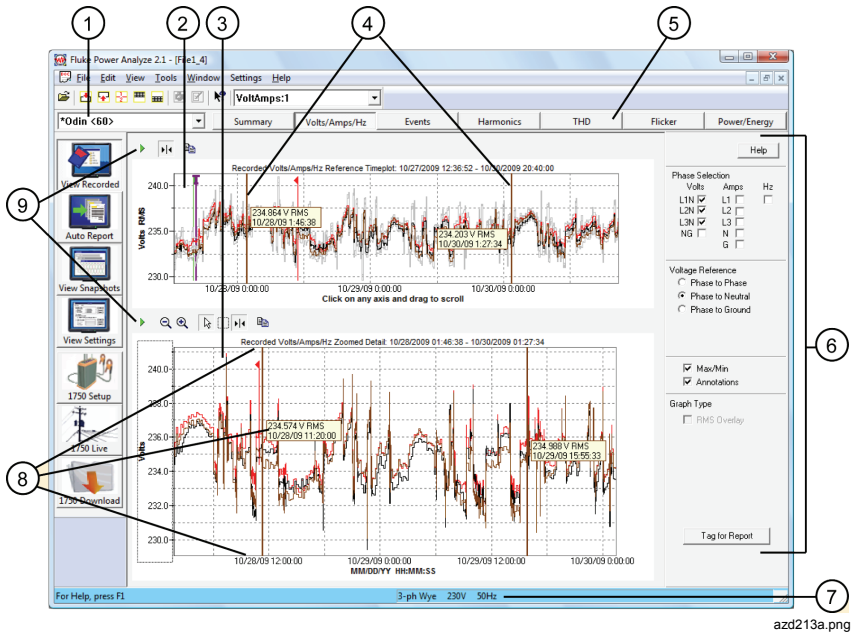 1
2
3
4
5
Fluke Power Analyze 2.1 - [File1_4]
File Edit View Tools Window Settings Help
VoltAmps:1
*Odin <60>
Summary Volts/Amps/Hz Events Harmonics THD Flicker Power/Energy
View Recorded
Auto Report
View Snapshots
View Settings
1750 Setup
1750 Live
1750 Download
9
8
Recorded Volts/Amps/Hz Reference Timeplot: 10/27/2009 12:36:52 - 10/30/2009 20:40:00
Volts RMS
240.0
235.0
230.0
234.864 V RMS
10/28/09 1:46:38
234.203 V RMS
10/30/09 1:27:34
10/28/09 0:00:00 10/29/09 0:00:00 10/30/09 0:00:00
Click on any axis and drag to scroll
Recorded Volts/Amps/Hz Zoomed Detail: 10/28/2009 01:46:38 - 10/30/2009 01:27:34
Volts
240.0
238.0
236.0
234.0
232.0
230.0
234.574 V RMS
10/28/09 11:20:00
234.988 V RMS
10/29/09 15:55:33
10/28/09 12:00:00 10/29/09 0:00:00 10/29/09 12:00:00 10/30/09 0:00:00
MM/DD/YY HH:MM:SS
Help
Phase Selection
Volts Amps Hz
L1N L1
L2N L2
L3N L3
NG N
G
Voltage Reference
Phase to Phase
Phase to Neutral
Phase to Ground
Max/Min
Annotations
Graph Type
RMS Overlay
Tag for Report
6
For Help, press F1
3-ph Wye 230V 50Hz
7
azd213a.png